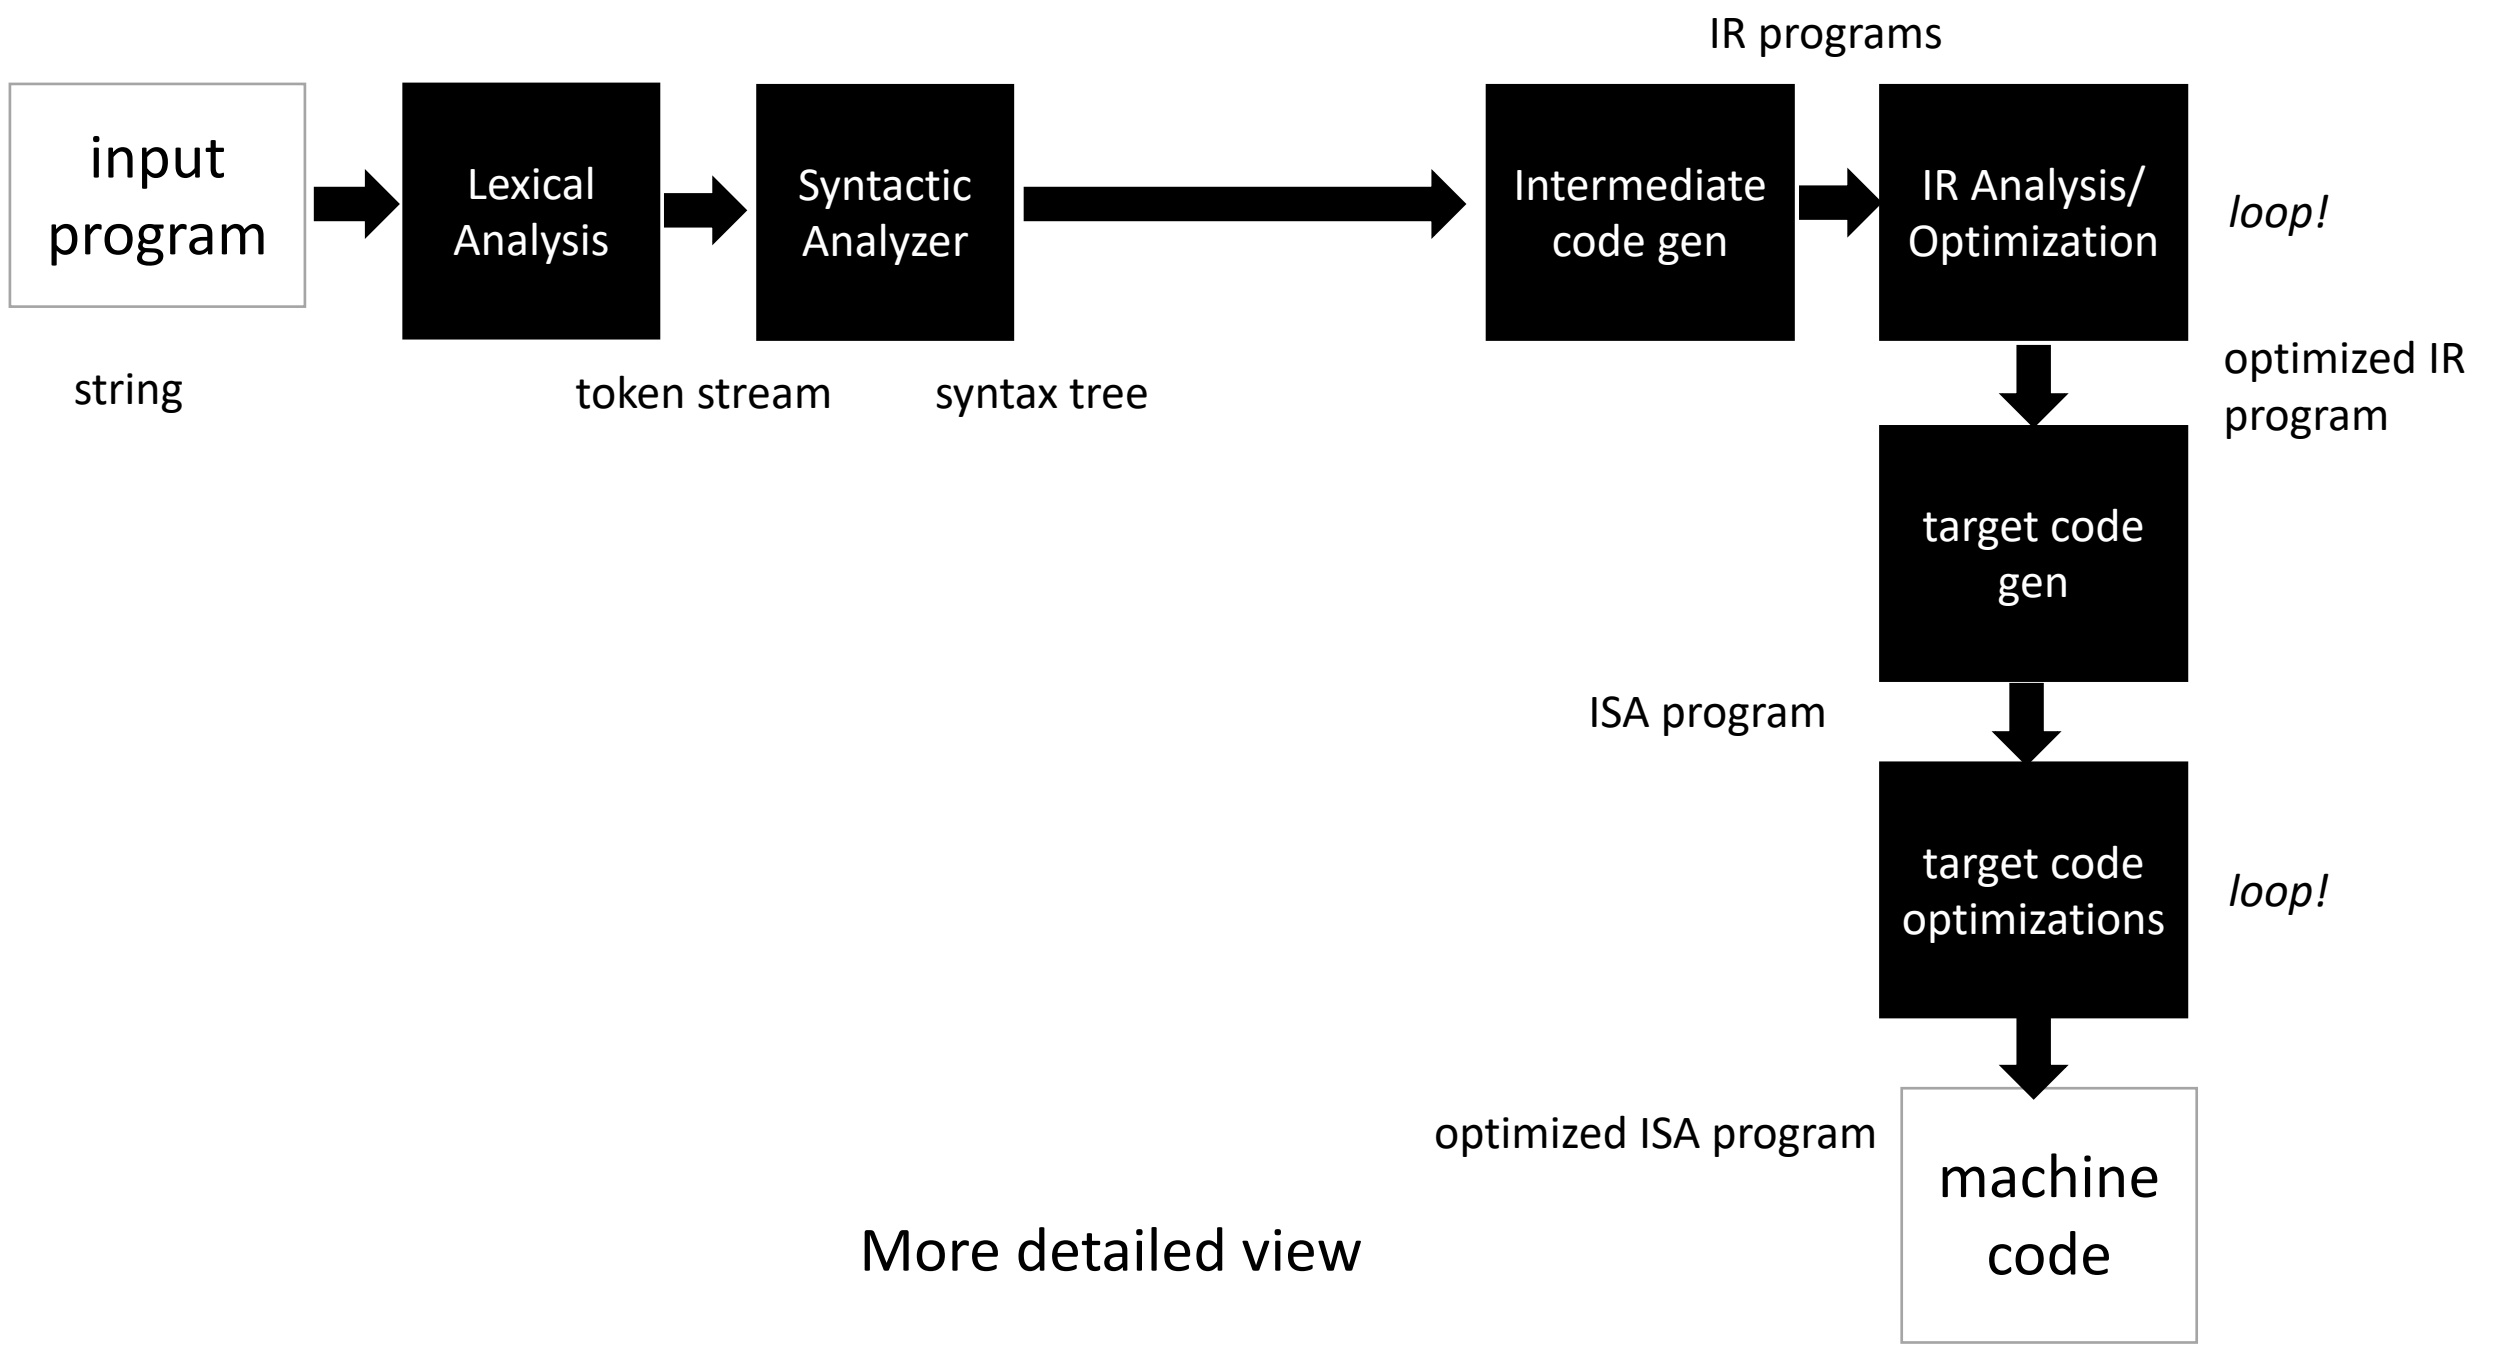 IR programs
input
program
Lexical
Analysis
Syntactic
Analyzer
Intermediate
code gen
IR Analysis/
Optimization
loop!
string
token stream
syntax tree
optimized IR
program
target code
gen
ISA program
target code
optimizations
loop!
optimized ISA program
machine
code
More detailed view